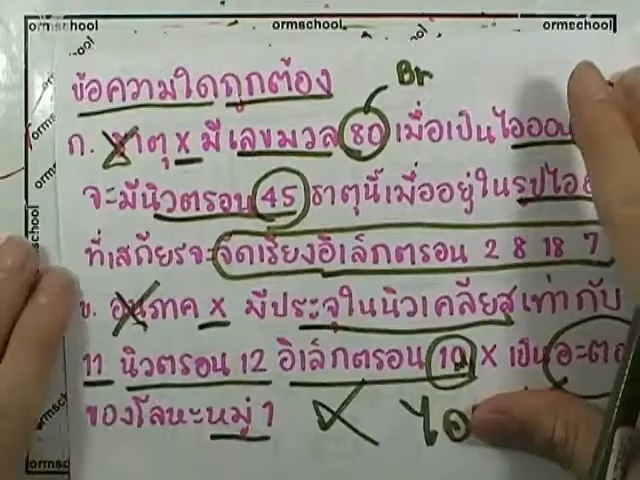 ormschool ormschool ormschool
Br
ข้อความใดถูกต้อง
ก. ธาตุ x มีเลขมวล 80 เมื่อเป็นไอออน
จะมีนิวตรอน 45 ธาตุนี้เมื่ออยู่ในรูปไอ
ที่เสถียรจะจัดเรียงอิเล็กตรอน 2 8 18 7
ข. อนุภาค x มีประจุในนิวเคลียสเท่ากับ
11 นิวตรอน 12 อิเล็กตรอน 10 x เป็นอะต
ของโลหะหมู่ 1 ไอ
ormschool